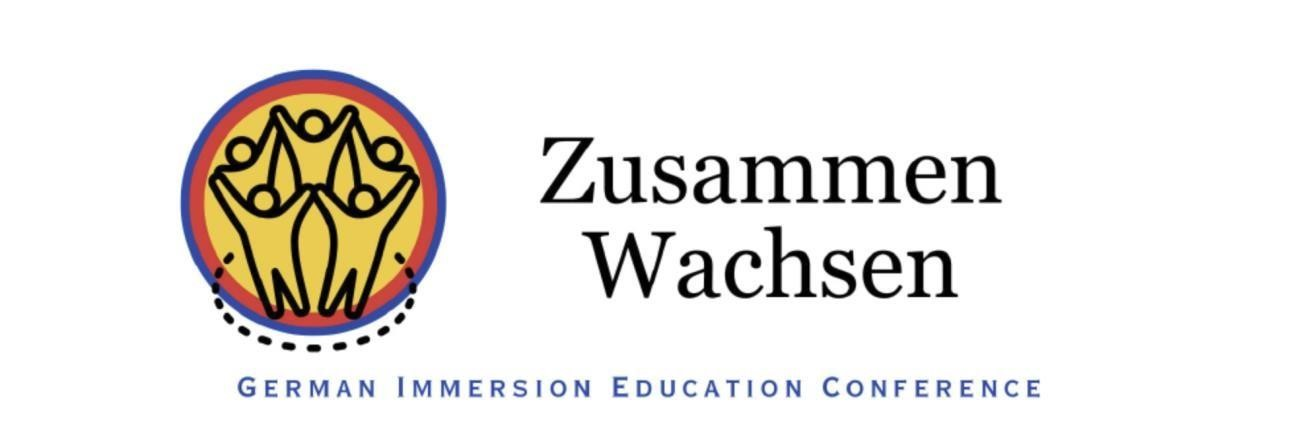 Zusammen
Wachsen
German Immersion Education Conference